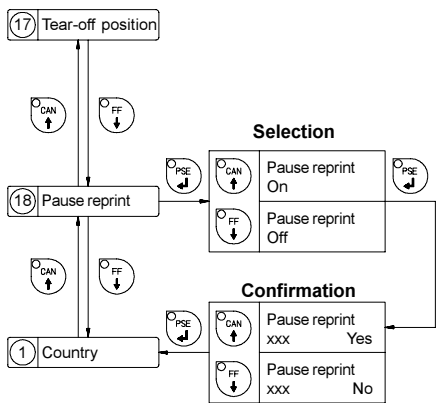 17 Tear-off position
CAN FF
Selection
PSE CAN Pause reprint
On
PSE
18 Pause reprint
FF Pause reprint
Off
CAN FF
Confirmation
PSE CAN Pause reprint
xxx Yes
1 Country
FF Pause reprint
xxx No